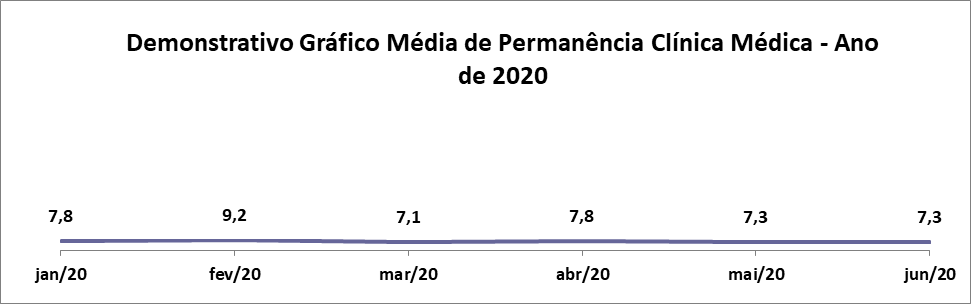 Demonstrativo Gráfico Média de Permanência Clínica Médica - Ano
de 2020
7,8 9,2 7,1 7,8 7,3 7,3
jan/20 fev/20 mar/20 abr/20 mai/20 jun/20